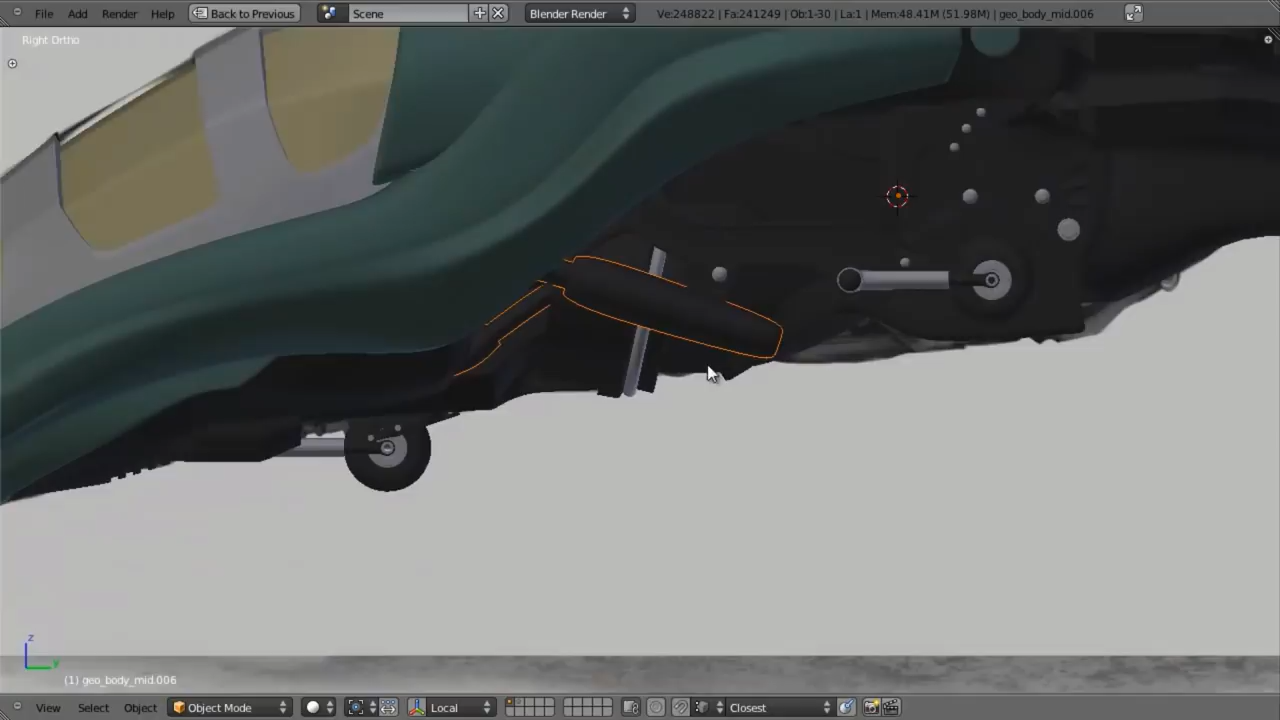 File Add Render Help Back to Previous Scene Blender Render Ve:248822 | Fa:241249 | Ob:1-30 | La:1 | Mem:48.41M (51.98M) | geo_body_mid.006
Right Ortho
z
y
(1) geo_body_mid.006
View Select Object Object Mode Local Closest